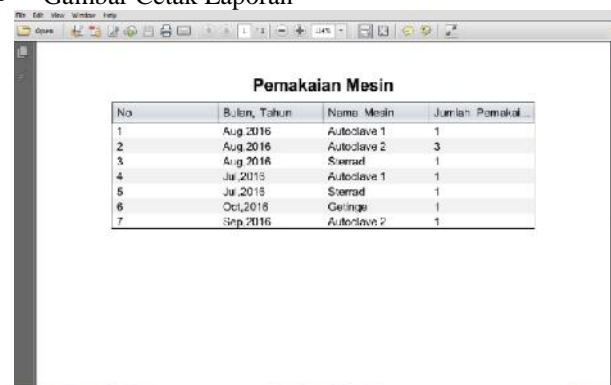 Gambar Cetak Laporan
File Edit View Window Help
Open 1 / 1 114%
Pemakaian Mesin
No Bulan, Tahun Nama Mesin Jumlah Pemakai...
1 Aug,2016 Autoclave 1 1
2 Aug,2016 Autoclave 2 3
3 Aug,2016 Sterrad 1
4 Jul,2016 Autoclave 1 1
5 Jul,2016 Sterrad 1
6 Oct,2016 Getinge 1
7 Sep,2016 Autoclave 2 1